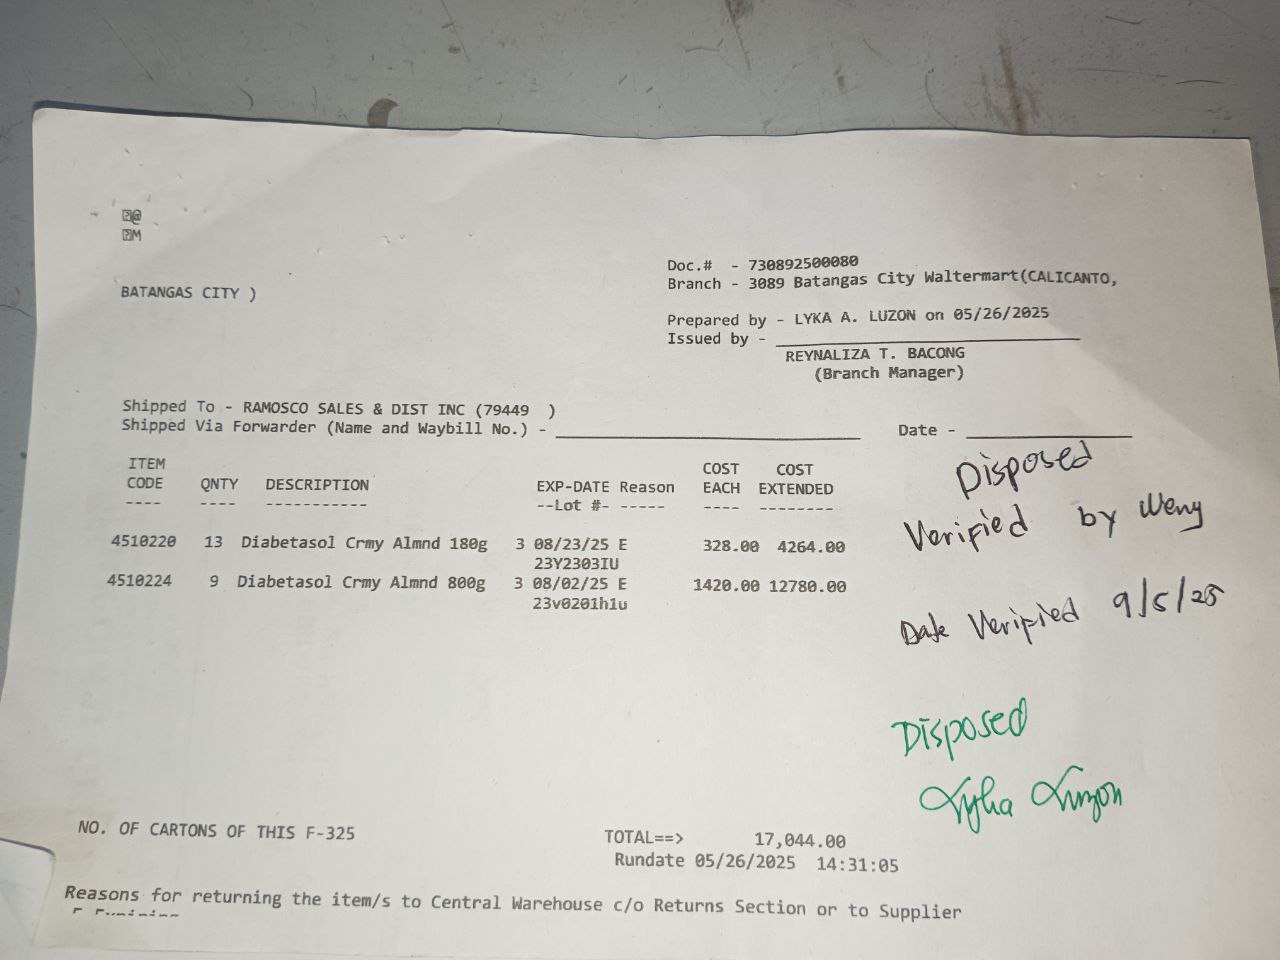 @
M
BATANGAS CITY )
Doc.# - 730892500080
Branch - 3089 Batangas City Waltermart(CALICANTO,
Prepared by - LYKA A. LUZON on 05/26/2025
Issued by -
REYNALIZA T. BACONG
(Branch Manager)
Shipped To - RAMOSCO SALES & DIST INC (79449 )
Shipped Via Forwarder (Name and Waybill No.) - Date -
ITEM COST COST
CODE QNTY DESCRIPTION EXP-DATE Reason EACH EXTENDED
---- ---- ----------- --Lot #- ----- ---- --------
4510220 13 Diabetasol Crmy Almnd 180g 3 08/23/25 E 328.00 4264.00
23Y2303IU
4510224 9 Diabetasol Crmy Almnd 800g 3 08/02/25 E 1420.00 12780.00
23v0201h1u
Disposed
Verified by Weny
Date Verified 9/5/25
Disposed
Lyka Luzon
NO. OF CARTONS OF THIS F-325 TOTAL==> 17,044.00
Rundate 05/26/2025 14:31:05
Reasons for returning the item/s to Central Warehouse c/o Returns Section or to Supplier